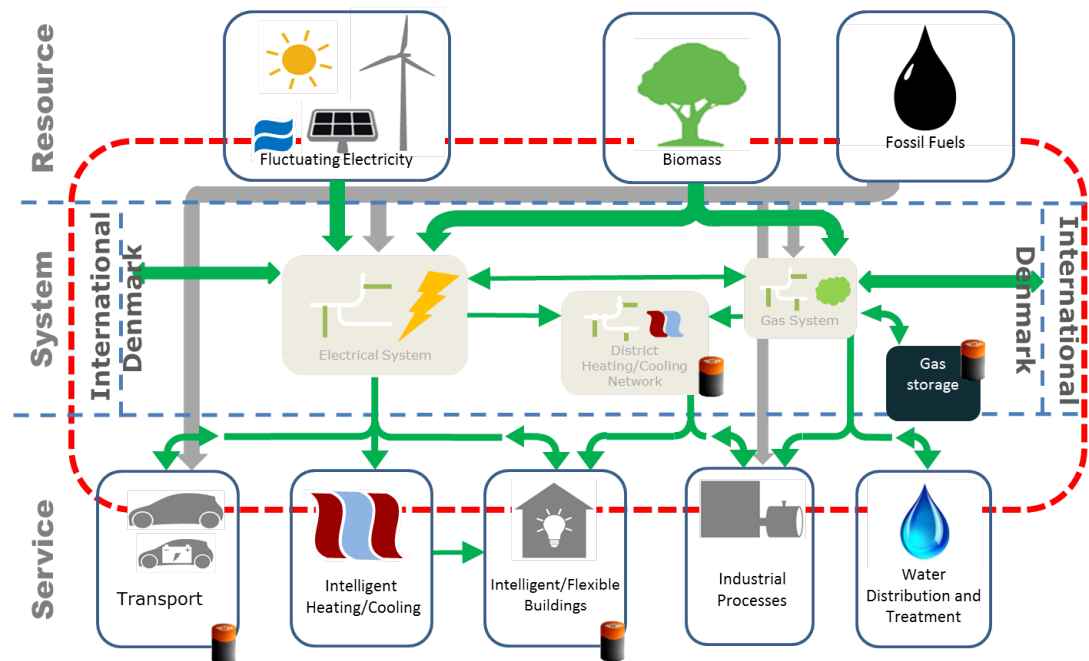 Resource
Fluctuating Electricity
Biomass
Fossil Fuels
System
International
Denmark
Electrical System
District
Heating/Cooling
Network
Gas System
Gas
storage
Denmark
International
Service
Transport
Intelligent
Heating/Cooling
Intelligent/Flexible
Buildings
Industrial
Processes
Water
Distribution and
Treatment